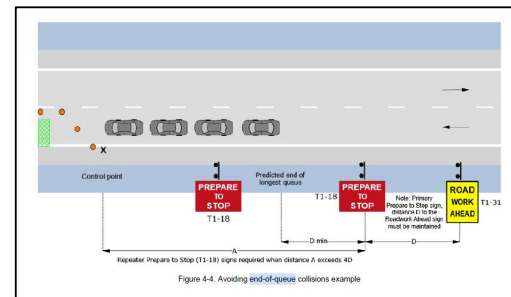 X
Control point
PREPARE
TO
STOP
T1-18
Predicted end of
longest queue
T1-18
PREPARE
TO
STOP
Note: Primary
Prepare to Stop sign,
distance D to the
Roadwork Ahead sign
must be maintained
ROAD
WORK
AHEAD
T1-31
D min
D
A
Repeater Prepare to Stop (T1-18) signs required when distance A exceeds 4D
Figure 4-4. Avoiding end-of-queue collisions example